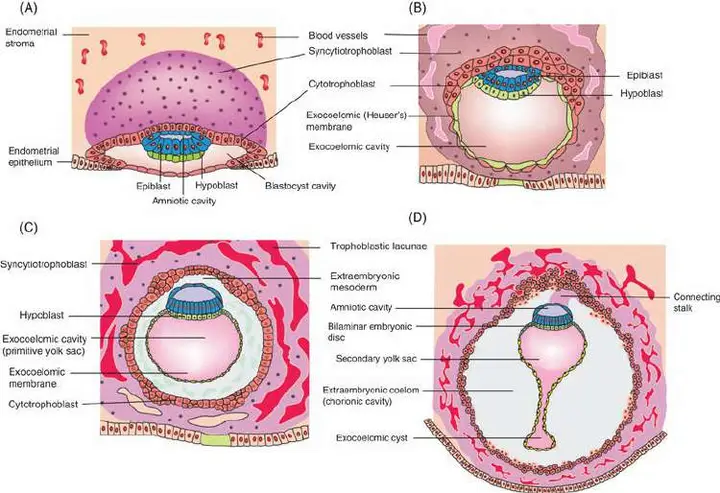 (A)
Endometrial
stroma
Blood vessels
Syncytiotrophoblast
Cytotrophoblast
Exocoelomic (Heuser's)
membrane
Exocoelomic cavity
Endometrial
epithelium
Epiblast
Hypoblast
Amniotic cavity
Blastocyst cavity
(B)
Epiblast
Hypoblast
(C)
Syncytiotrophoblast
Hypoblast
Exocoelomic cavity
(primitive yolk sac)
Exocoelomic
membrane
Cytotrophoblast
Trophoblastic lacunae
Extraembryonic
mesoderm
Amniotic cavity
Bilaminar embryonic
disc
Secondary yolk sac
Extraembryonic coelom
(chorionic cavity)
Exocoelomic cyst
(D)
Connecting
stalk